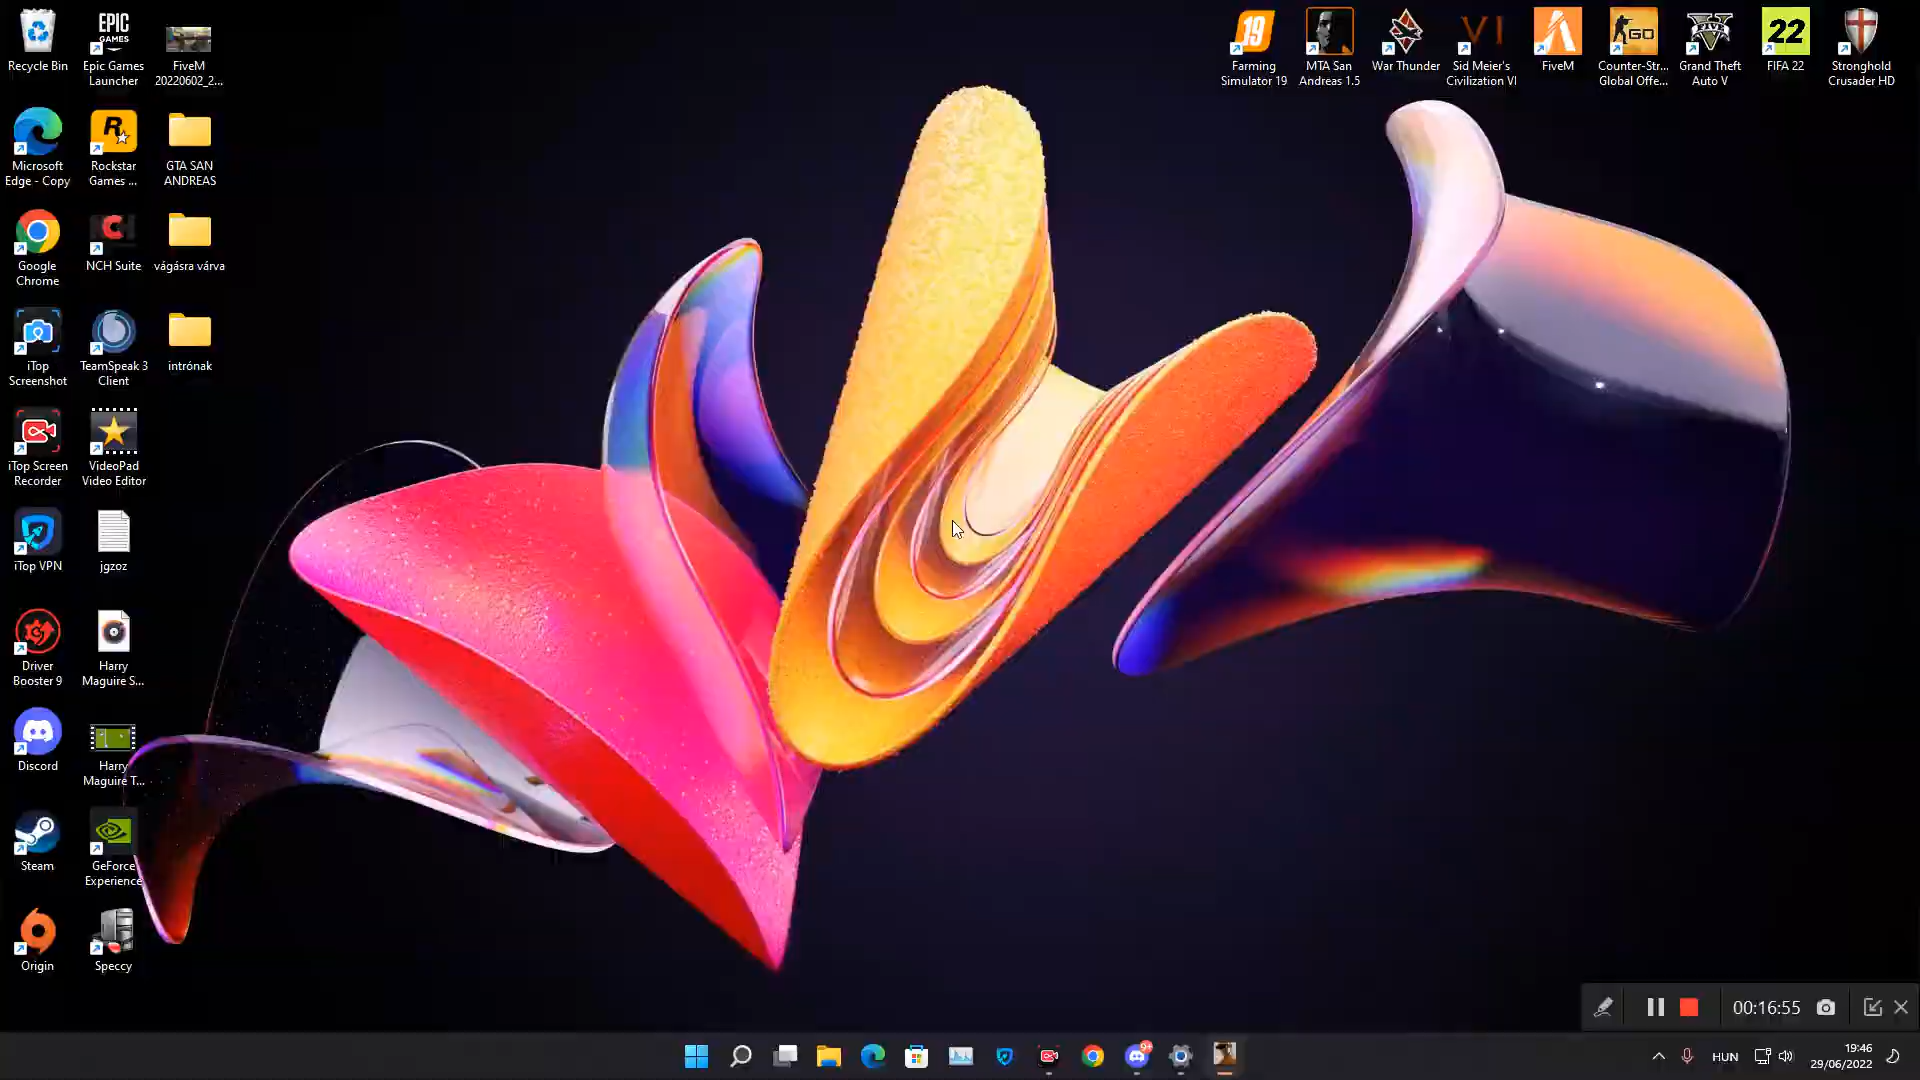 Recycle Bin
EPIC
GAMES
Epic Games
Launcher
FiveM
20220602_2...
Microsoft
Edge - Copy
R
Rockstar
Games ...
GTA SAN
ANDREAS
Google
Chrome
NCH Suite
vágásra várva
iTop
Screenshot
TeamSpeak 3
Client
intrónak
iTop Screen
Recorder
VideoPad
Video Editor
iTop VPN
jgzoz
Driver
Booster 9
Harry
Maguire S...
Discord
Harry
Maguire T...
Steam
GeForce
Experience
Origin
Speccy
19
Farming
Simulator 19
MTA San
Andreas 1.5
War Thunder
VI
Sid Meier's
Civilization VI
FiveM
GO
Counter-Str...
Global Offe...
V
FIVE
Grand Theft
Auto V
22
FIFA 22
Stronghold
Crusader HD
00:16:55
9+
HUN
19:46
29/06/2022